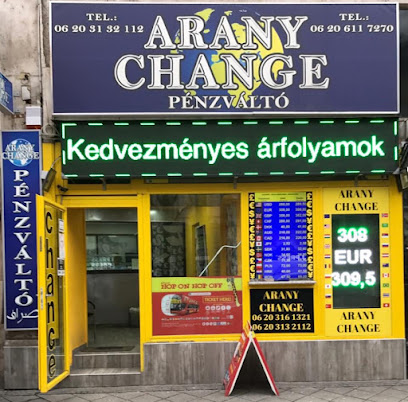 TEL.:
06 20 31 32 112
ARANY
CHANGE
PÉNZVÁLTÓ
TEL.:
06 20 611 7270
Kedvezményes árfolyamok
ARANY
CHANGE
PÉNZVÁLTÓ
صراف
Change
HOP ON HOP OFF
ARANY
CHANGE
308
EUR
309,5
ARANY
CHANGE
ARANY
CHANGE
06 20 316 1321
06 20 313 2112